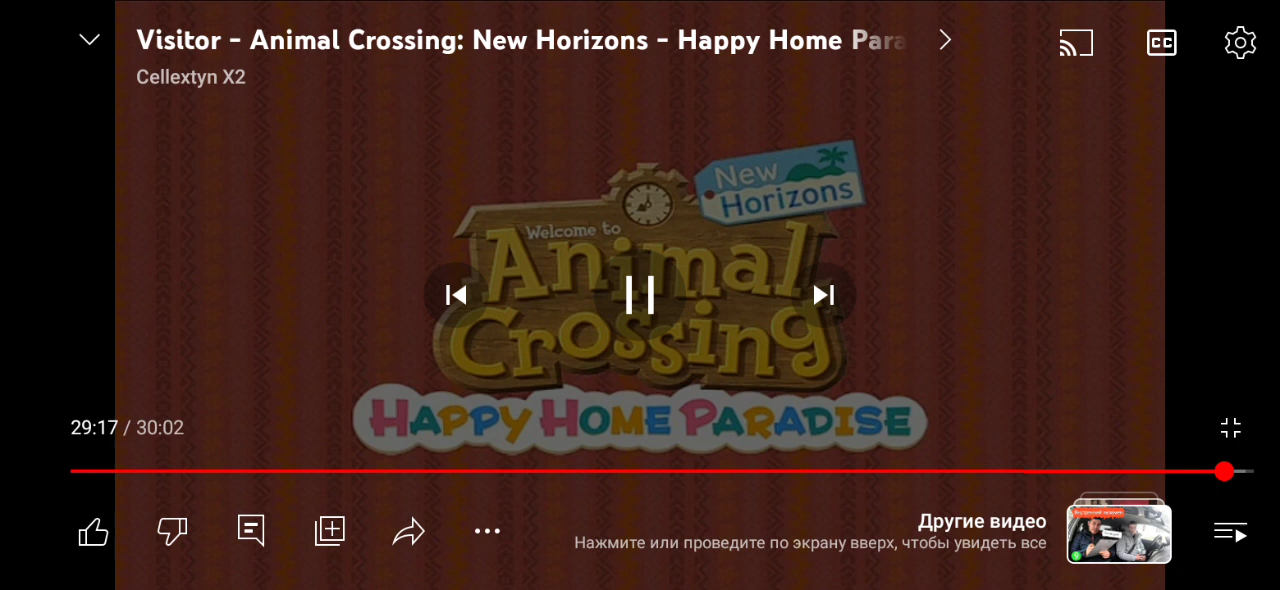 Visitor - Animal Crossing: New Horizons - Happy Home Para
Cellextyn X2
CC
New
Horizons
Welcome to
Animal
Crossing
HAPPY HOME PARADISE
29:17 / 30:02
Другие видео
Нажмите или проведите по экрану вверх, чтобы увидеть все